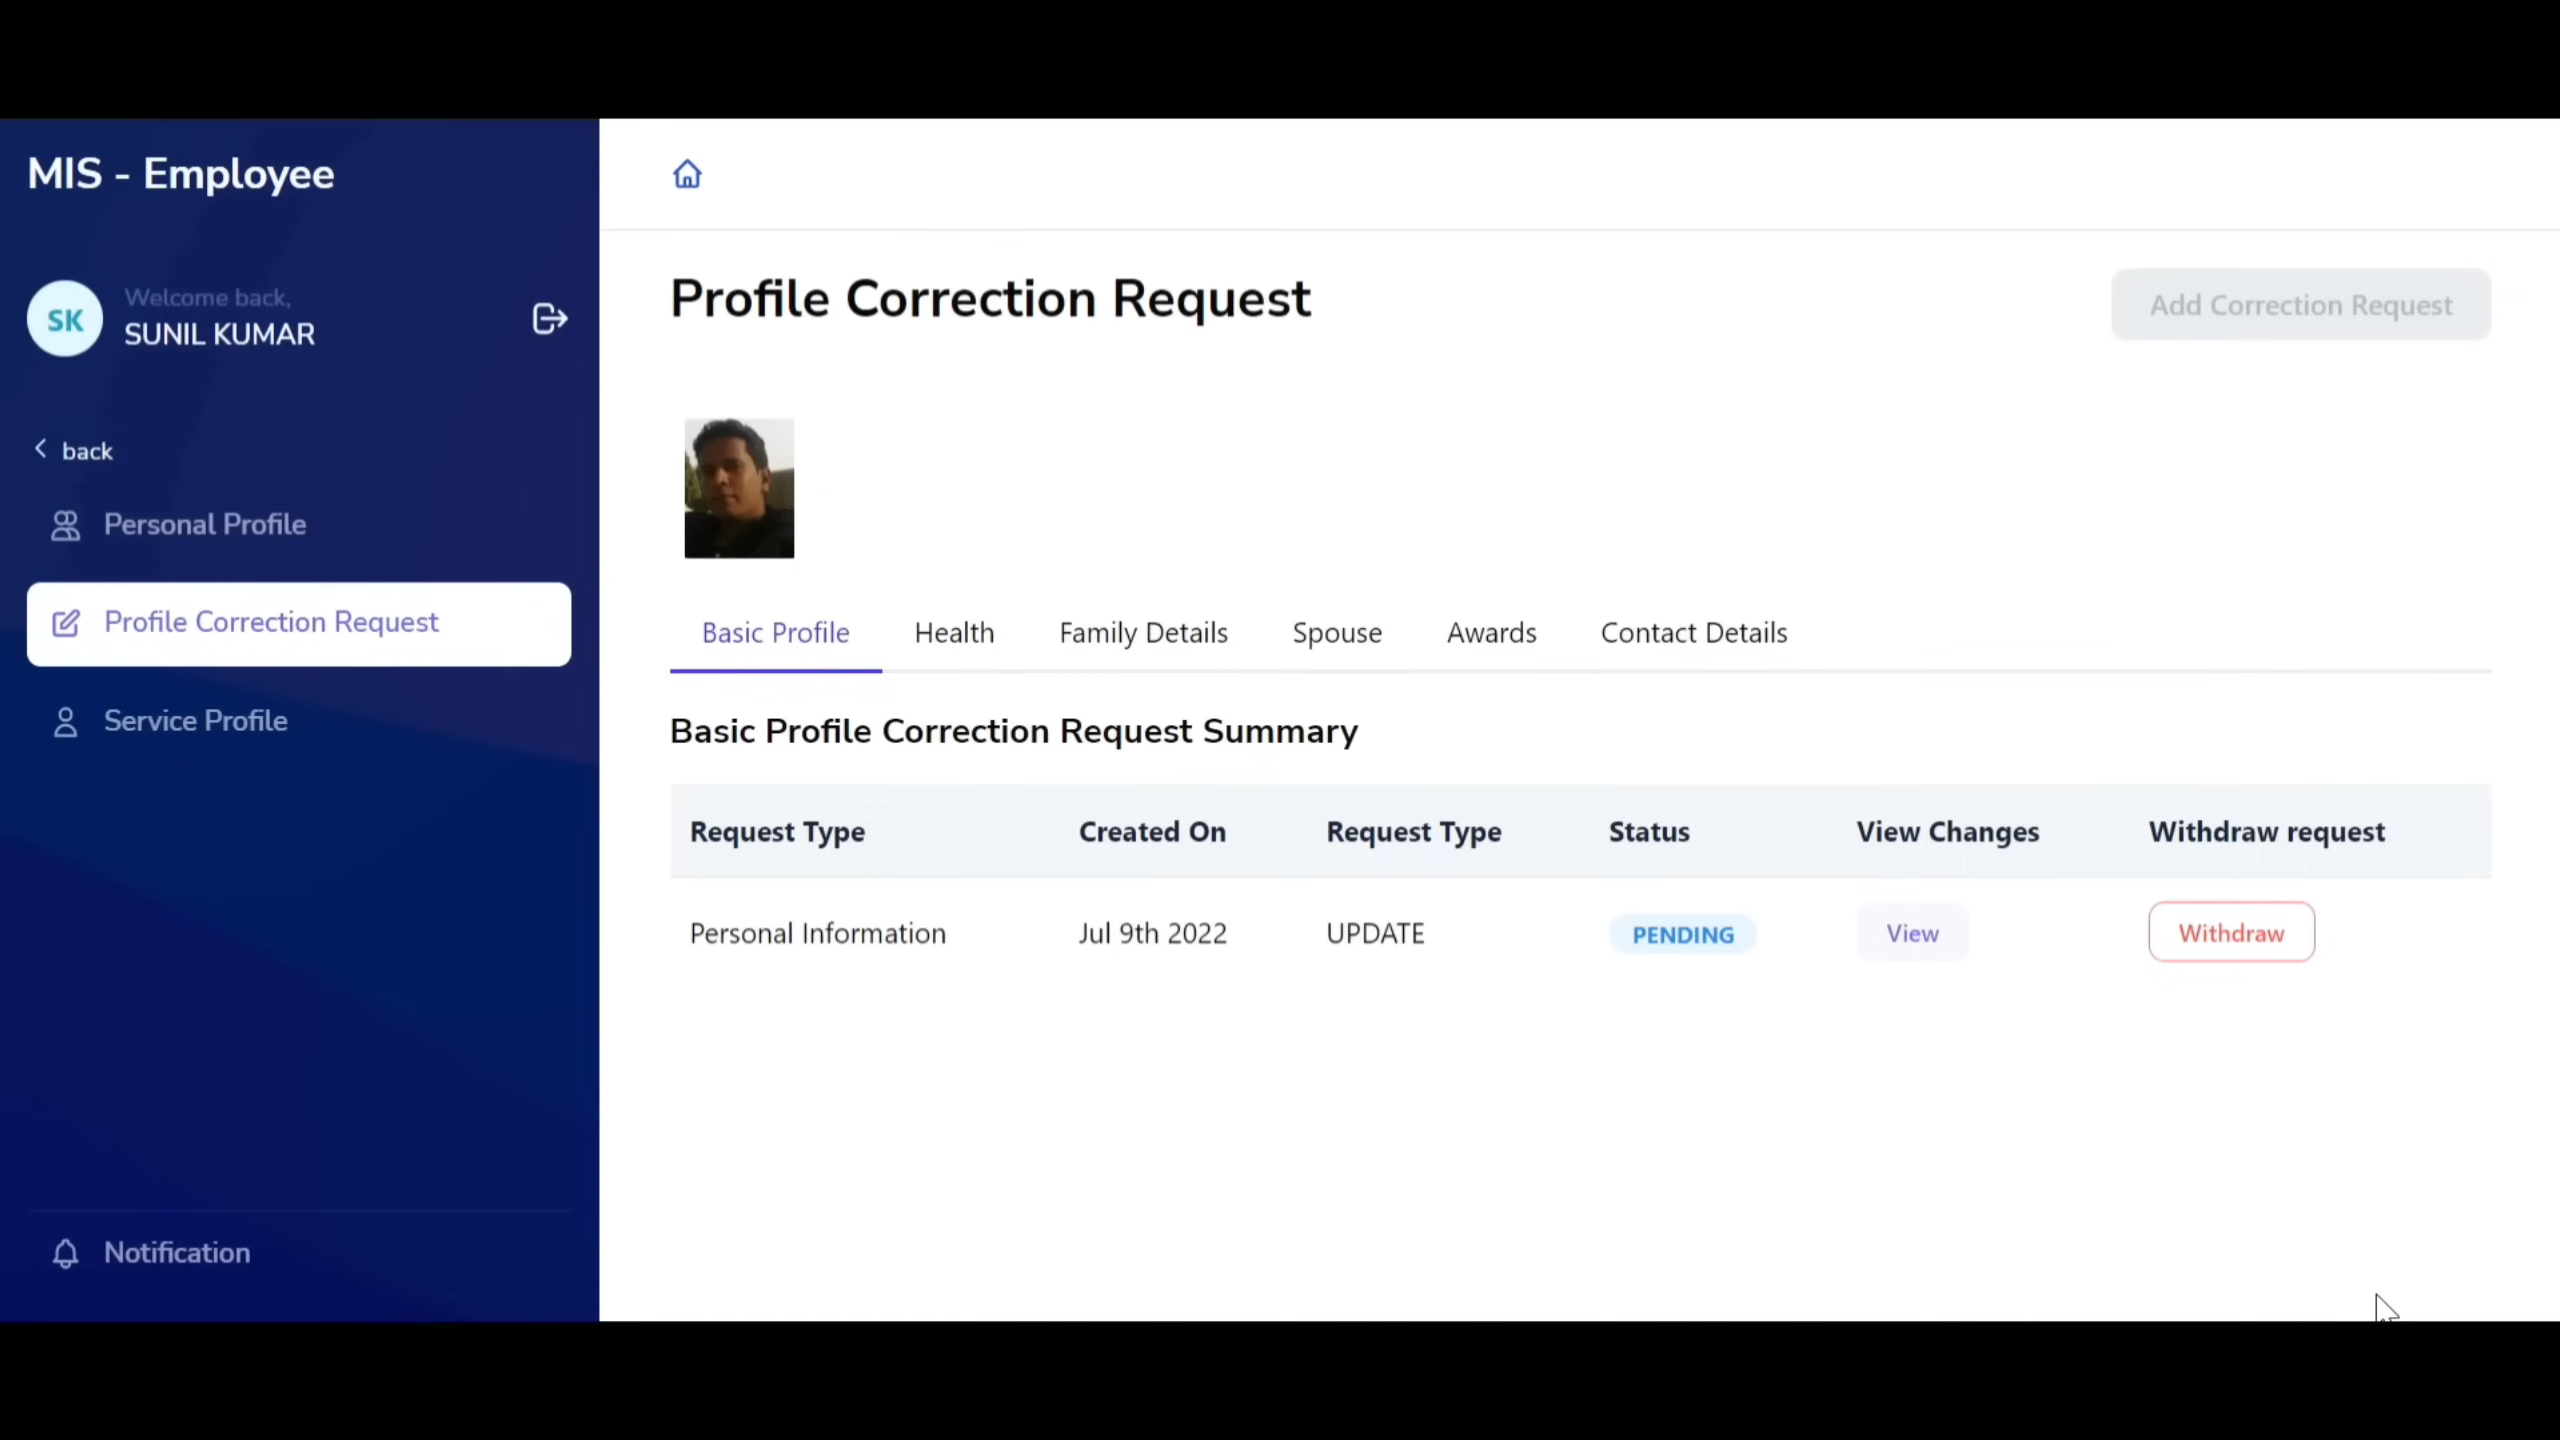 MIS - Employee
SK
Welcome back,
SUNIL KUMAR
back
Personal Profile
Profile Correction Request
Service Profile
Notification
Profile Correction Request
Add Correction Request
Basic Profile Health Family Details Spouse Awards Contact Details
Basic Profile Correction Request Summary
Request Type Created On Request Type Status View Changes Withdraw request
Personal Information Jul 9th 2022 UPDATE PENDING View Withdraw